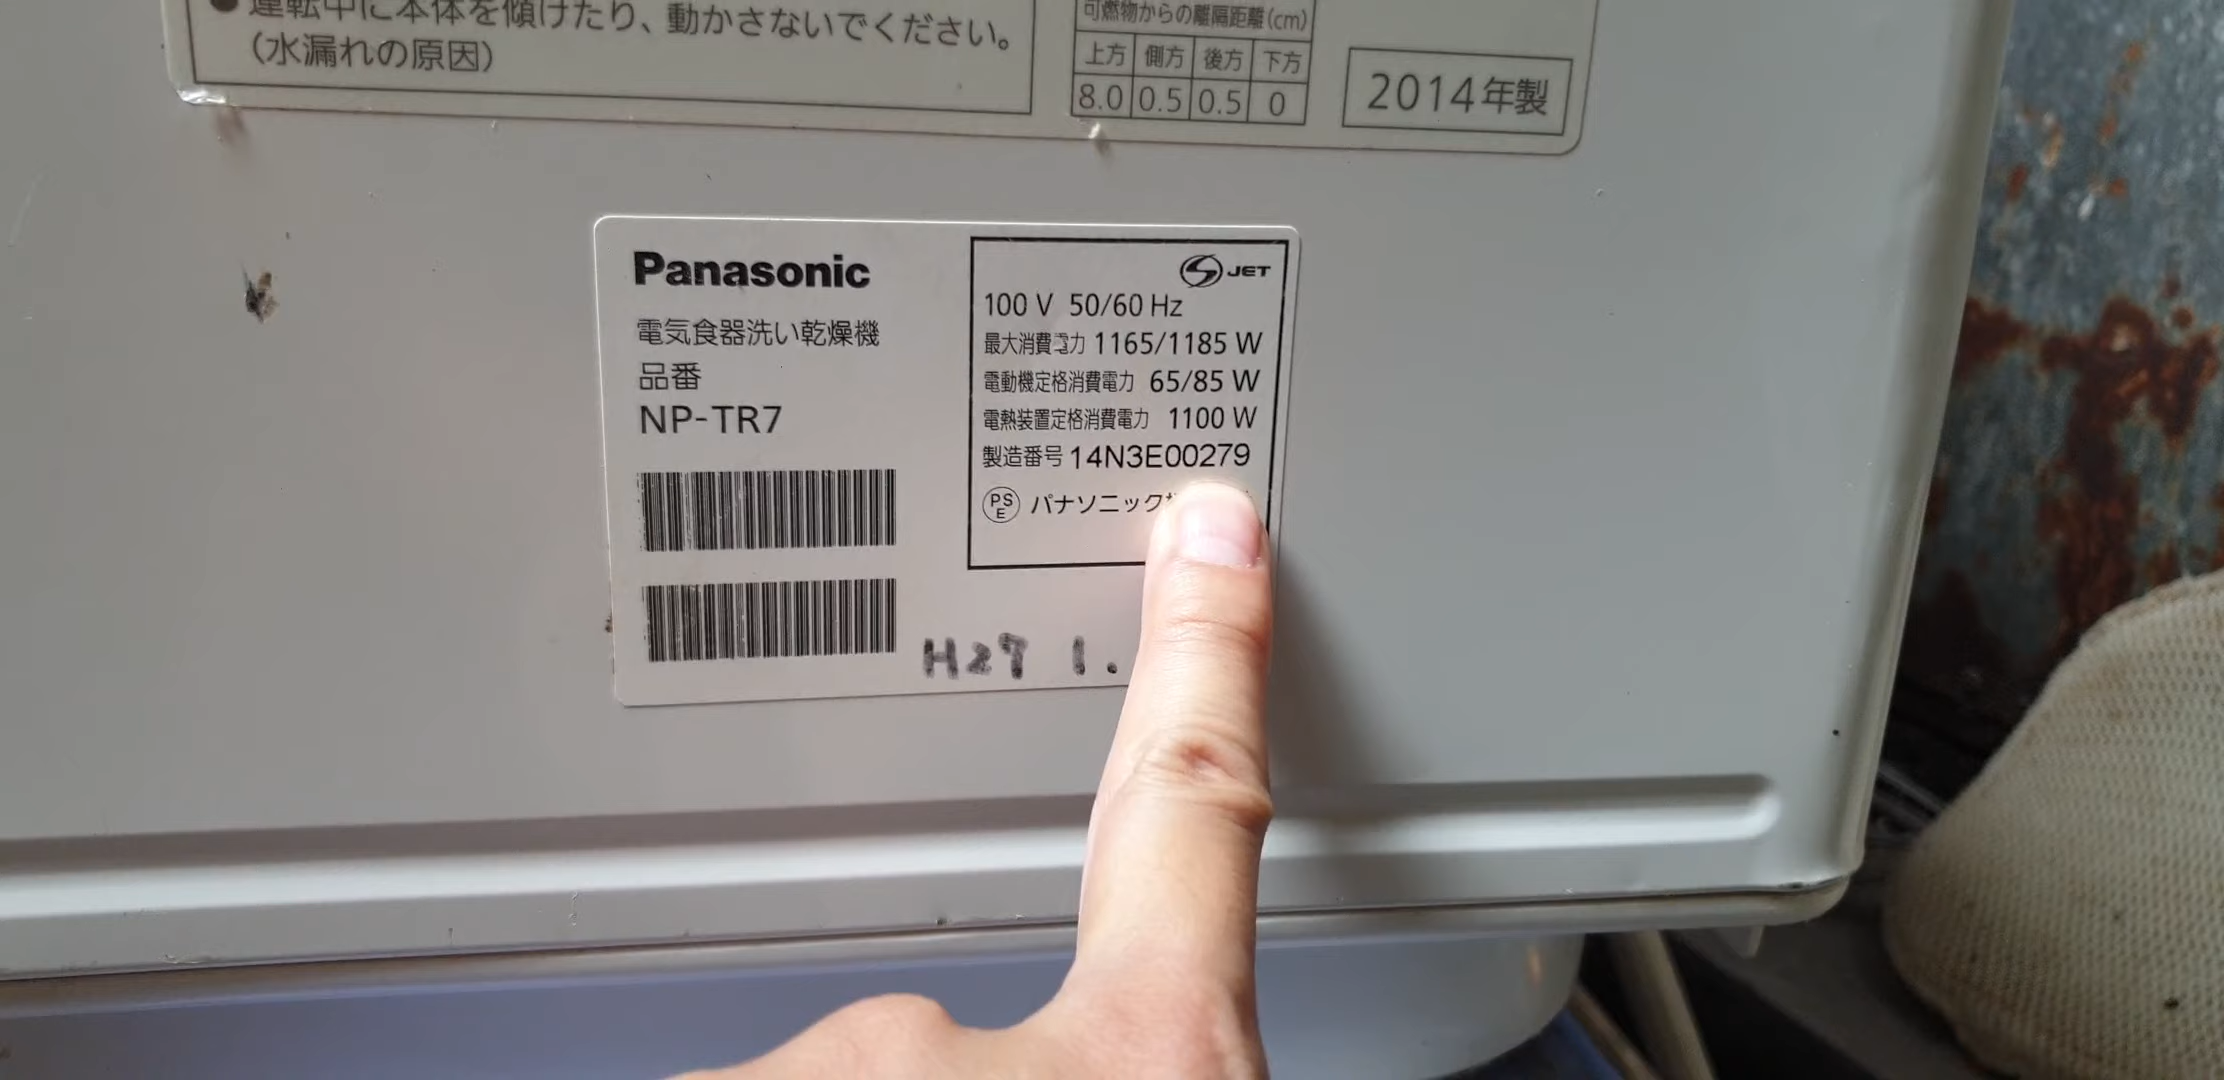 運転中に本体を傾けたり、動かさないでください。
(水漏れの原因)
可燃物からの離隔距離(cm)
上方 側方 後方 下方
8.0 0.5 0.5 0
2014年製
Panasonic
電気食器洗い乾燥機
品番
NP-TR7
JET
100 V 50/60 Hz
最大消費電力 1165/1185 W
電動機定格消費電力 65/85 W
電熱装置定格消費電力 1100 W
製造番号 14N3E00279
PS
E
パナソニック
H27 1.